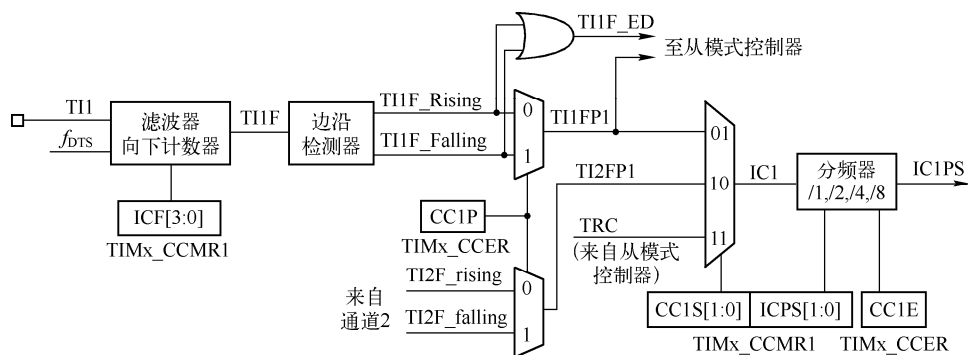 TI1F_ED
至从模式控制器
TI1
fDTS
滤波器
向下计数器
TI1F
边沿
检测器
TI1F_Rising
TI1F_Falling
0
1
TI1FP1
ICF[3:0]
TIMx_CCMR1
CC1P
TIMx_CCER
来自
通道2
TI2F_rising
TI2F_falling
0
1
TI2FP1
TRC
(来自从模式
控制器)
01
10
11
IC1
分频器
/1,/2,/4,/8
IC1PS
CC1S[1:0]
ICPS[1:0]
TIMx_CCMR1
CC1E
TIMx_CCER